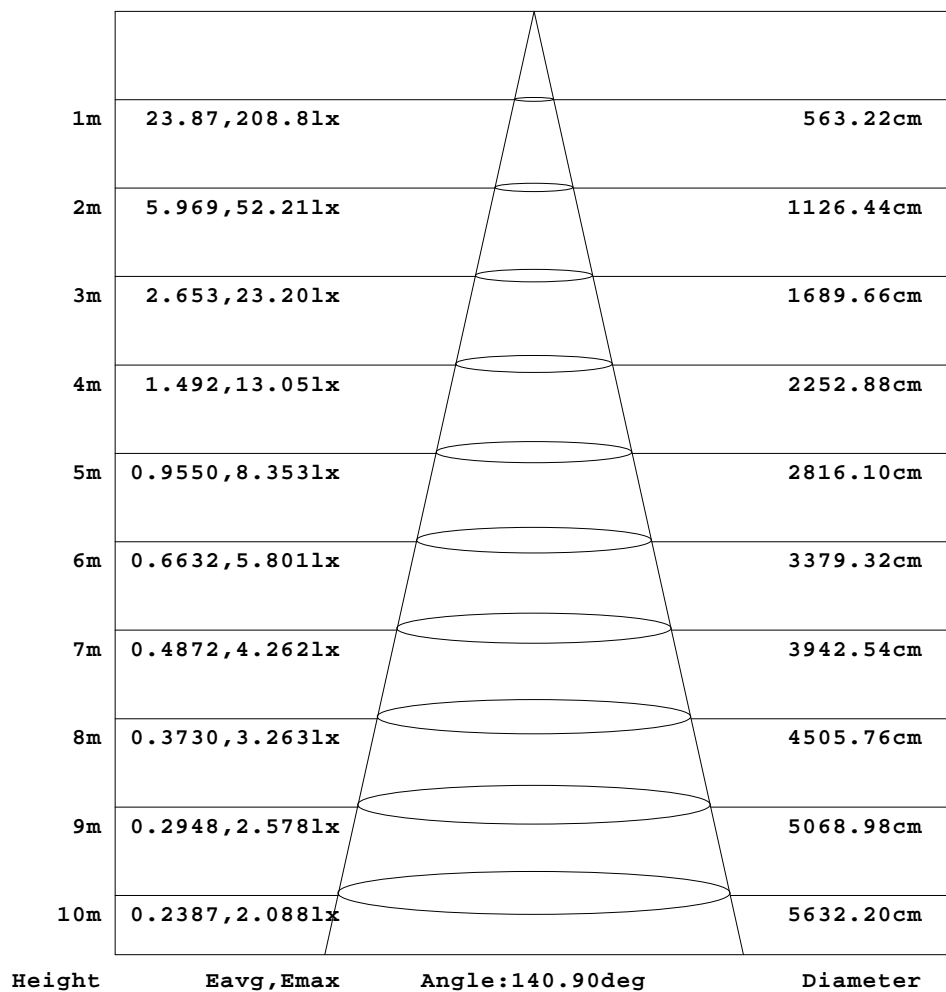 1m 23.87,208.8lx 563.22cm
2m 5.969,52.21lx 1126.44cm
3m 2.653,23.20lx 1689.66cm
4m 1.492,13.05lx 2252.88cm
5m 0.9550,8.353lx 2816.10cm
6m 0.6632,5.801lx 3379.32cm
7m 0.4872,4.262lx 3942.54cm
8m 0.3730,3.263lx 4505.76cm
9m 0.2948,2.578lx 5068.98cm
10m 0.2387,2.088lx 5632.20cm
Height Eavg,Emax Angle:140.90deg Diameter